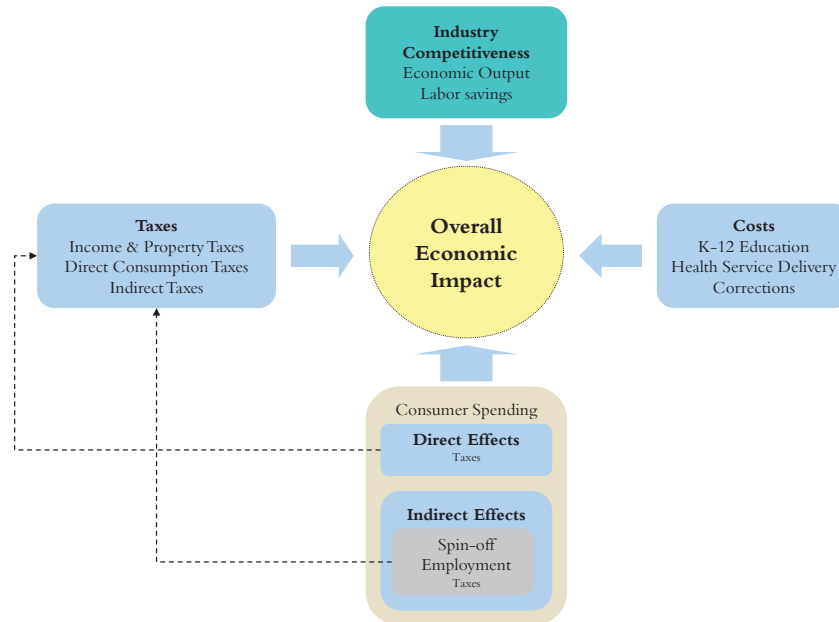 Industry
Competitiveness
Economic Output
Labor savings
Taxes
Income & Property Taxes
Direct Consumption Taxes
Indirect Taxes
Overall
Economic
Impact
Costs
K-12 Education
Health Service Delivery
Corrections
Consumer Spending
Direct Effects
Taxes
Indirect Effects
Spin-off
Employment
Taxes